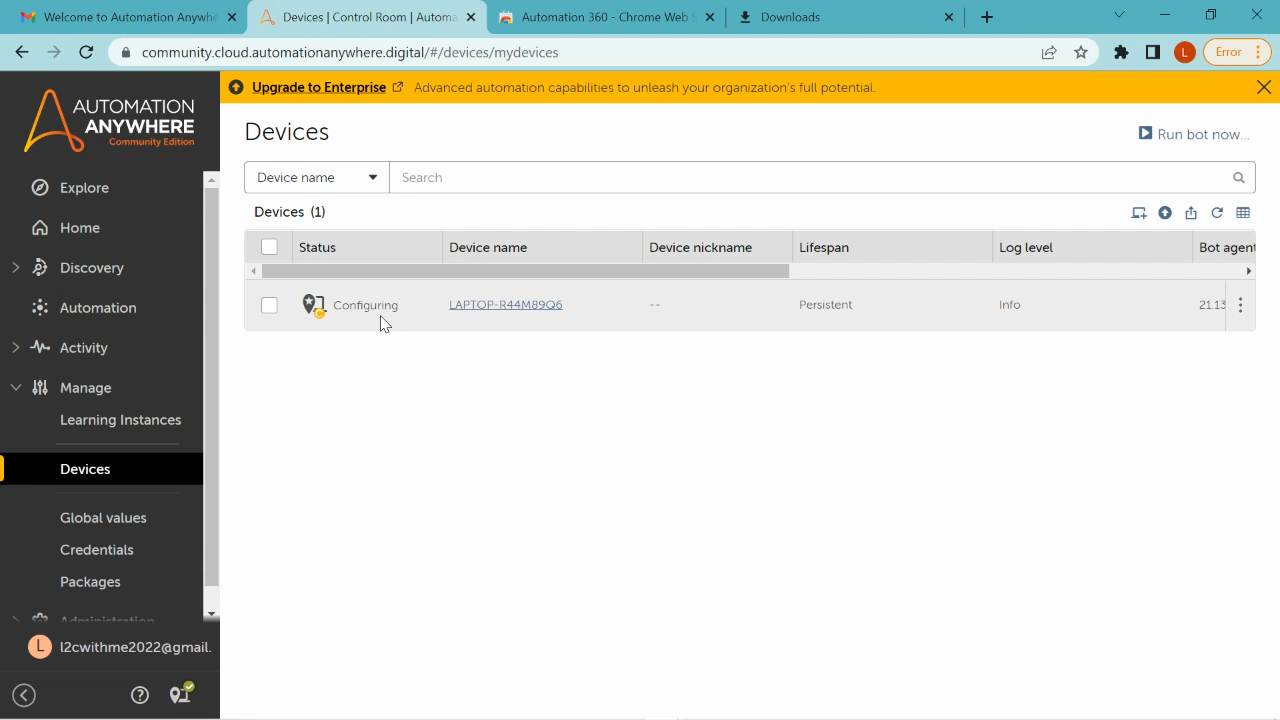 Welcome to Automation Anywhe
Devices | Control Room | Automa
Automation 360 - Chrome Web S
Downloads
community.cloud.automationanywhere.digital/#/devices/mydevices
L
Error
AUTOMATION
ANYWHERE
Community Edition
Upgrade to Enterprise
Advanced automation capabilities to unleash your organization's full potential.
Explore
Home
Discovery
Automation
Activity
Manage
Learning Instances
Devices
Global values
Credentials
Packages
Administration
L
l2cwithme2022@gmail.
Devices
Run bot now...
Device name
Search
Devices (1)
Status
Device name
Device nickname
Lifespan
Log level
Bot agent
Configuring
LAPTOP-R44M89Q6
--
Persistent
Info
21.13